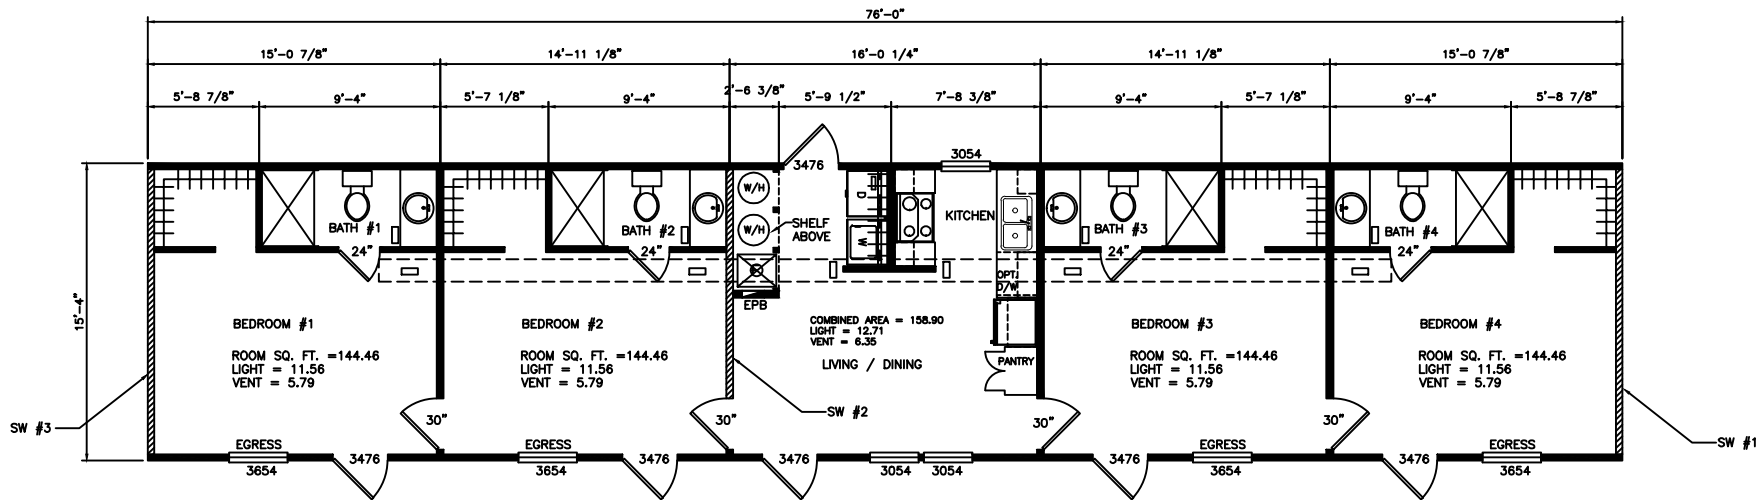 76'-0"
15'-0 7/8"
14'-11 1/8"
16'-0 1/4"
14'-11 1/8"
15'-0 7/8"
5'-8 7/8"
9'-4"
5'-7 1/8"
9'-4"
2'-6 3/8"
5'-9 1/2"
7'-8 3/8"
9'-4"
5'-7 1/8"
9'-4"
5'-8 7/8"
3476
3054
W/H
D
BATH #1
BATH #2
W/H
SHELF
ABOVE
W
KITCHEN
BATH #3
BATH #4
24"
24"
24"
24"
OPT.
D/W
EPB
15'-4"
BEDROOM #1
ROOM SQ. FT. =144.46
LIGHT = 11.56
VENT = 5.79
BEDROOM #2
ROOM SQ. FT. =144.46
LIGHT = 11.56
VENT = 5.79
COMBINED AREA = 158.90
LIGHT = 12.71
VENT = 6.35
LIVING / DINING
PANTRY
BEDROOM #3
ROOM SQ. FT. =144.46
LIGHT = 11.56
VENT = 5.79
BEDROOM #4
ROOM SQ. FT. =144.46
LIGHT = 11.56
VENT = 5.79
SW #3
30"
30"
SW #2
30"
30"
SW #1
EGRESS
3654
3476
EGRESS
3654
3476
3476
3054
3054
3476
EGRESS
3654
3476
EGRESS
3654